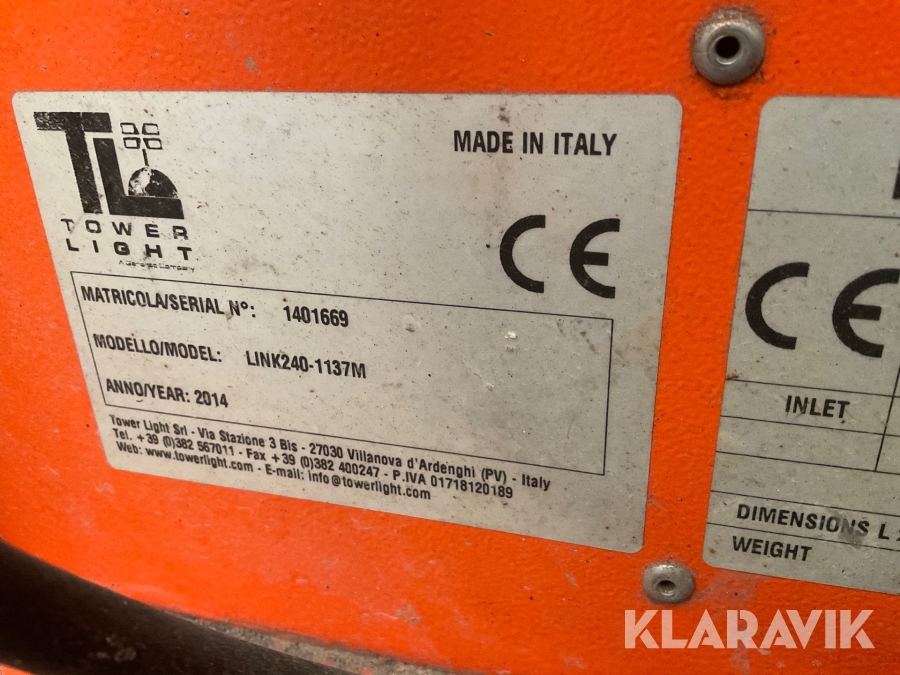 TL
TOWER
LIGHT
A Generac Company
MADE IN ITALY
CE
MATRICOLA/SERIAL N°: 1401669
MODELLO/MODEL: LINK240-1137M
ANNO/YEAR: 2014
Tower Light Srl - Via Stazione 3 Bis - 27030 Villanova d'Ardenghi (PV) - Italy
Tel. +39 (0)382 567011 - Fax +39 (0)382 400247 - P.IVA 01718120189
Web: www.towerlight.com - E-mail: info@towerlight.com
CE
INLET
DIMENSIONS L
WEIGHT
KLARAVIK